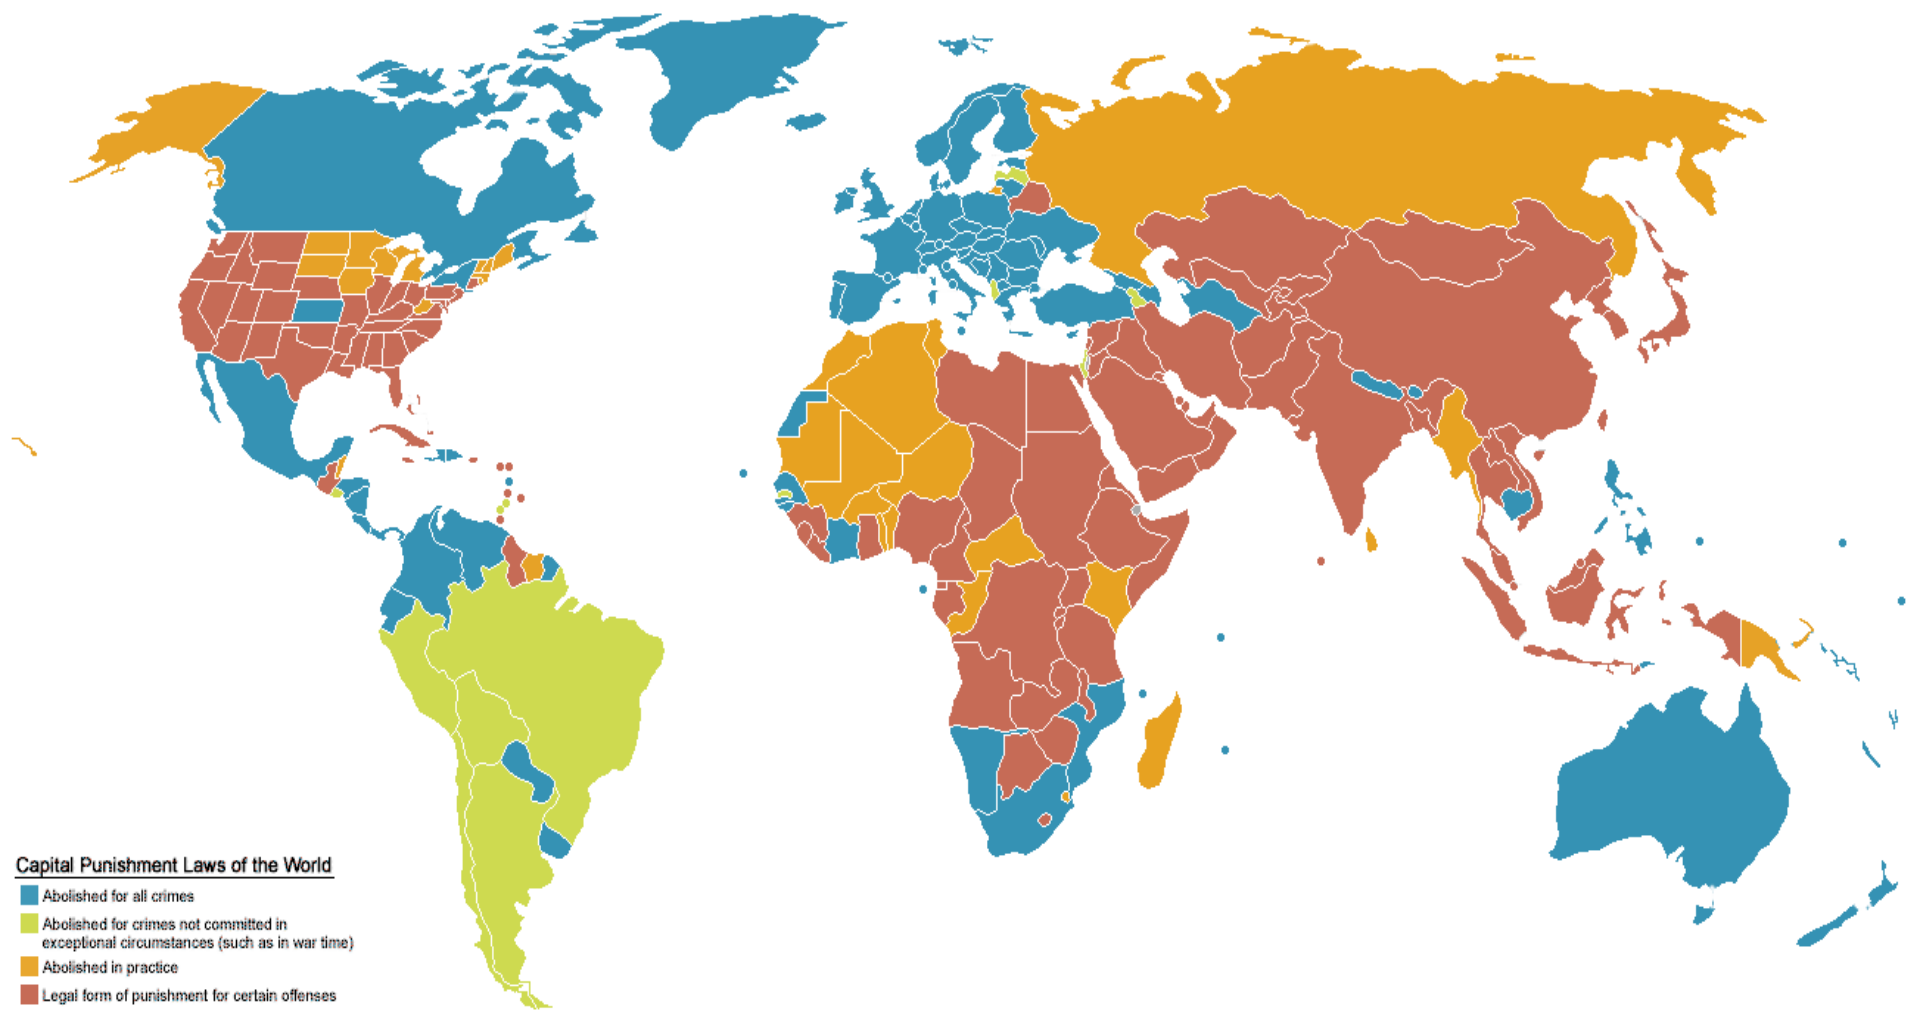 Capital Punishment Laws of the World
Abolished for all crimes
Abolished for crimes not committed in
exceptional circumstances (such as in war time)
Abolished in practice
Legal form of punishment for certain offenses